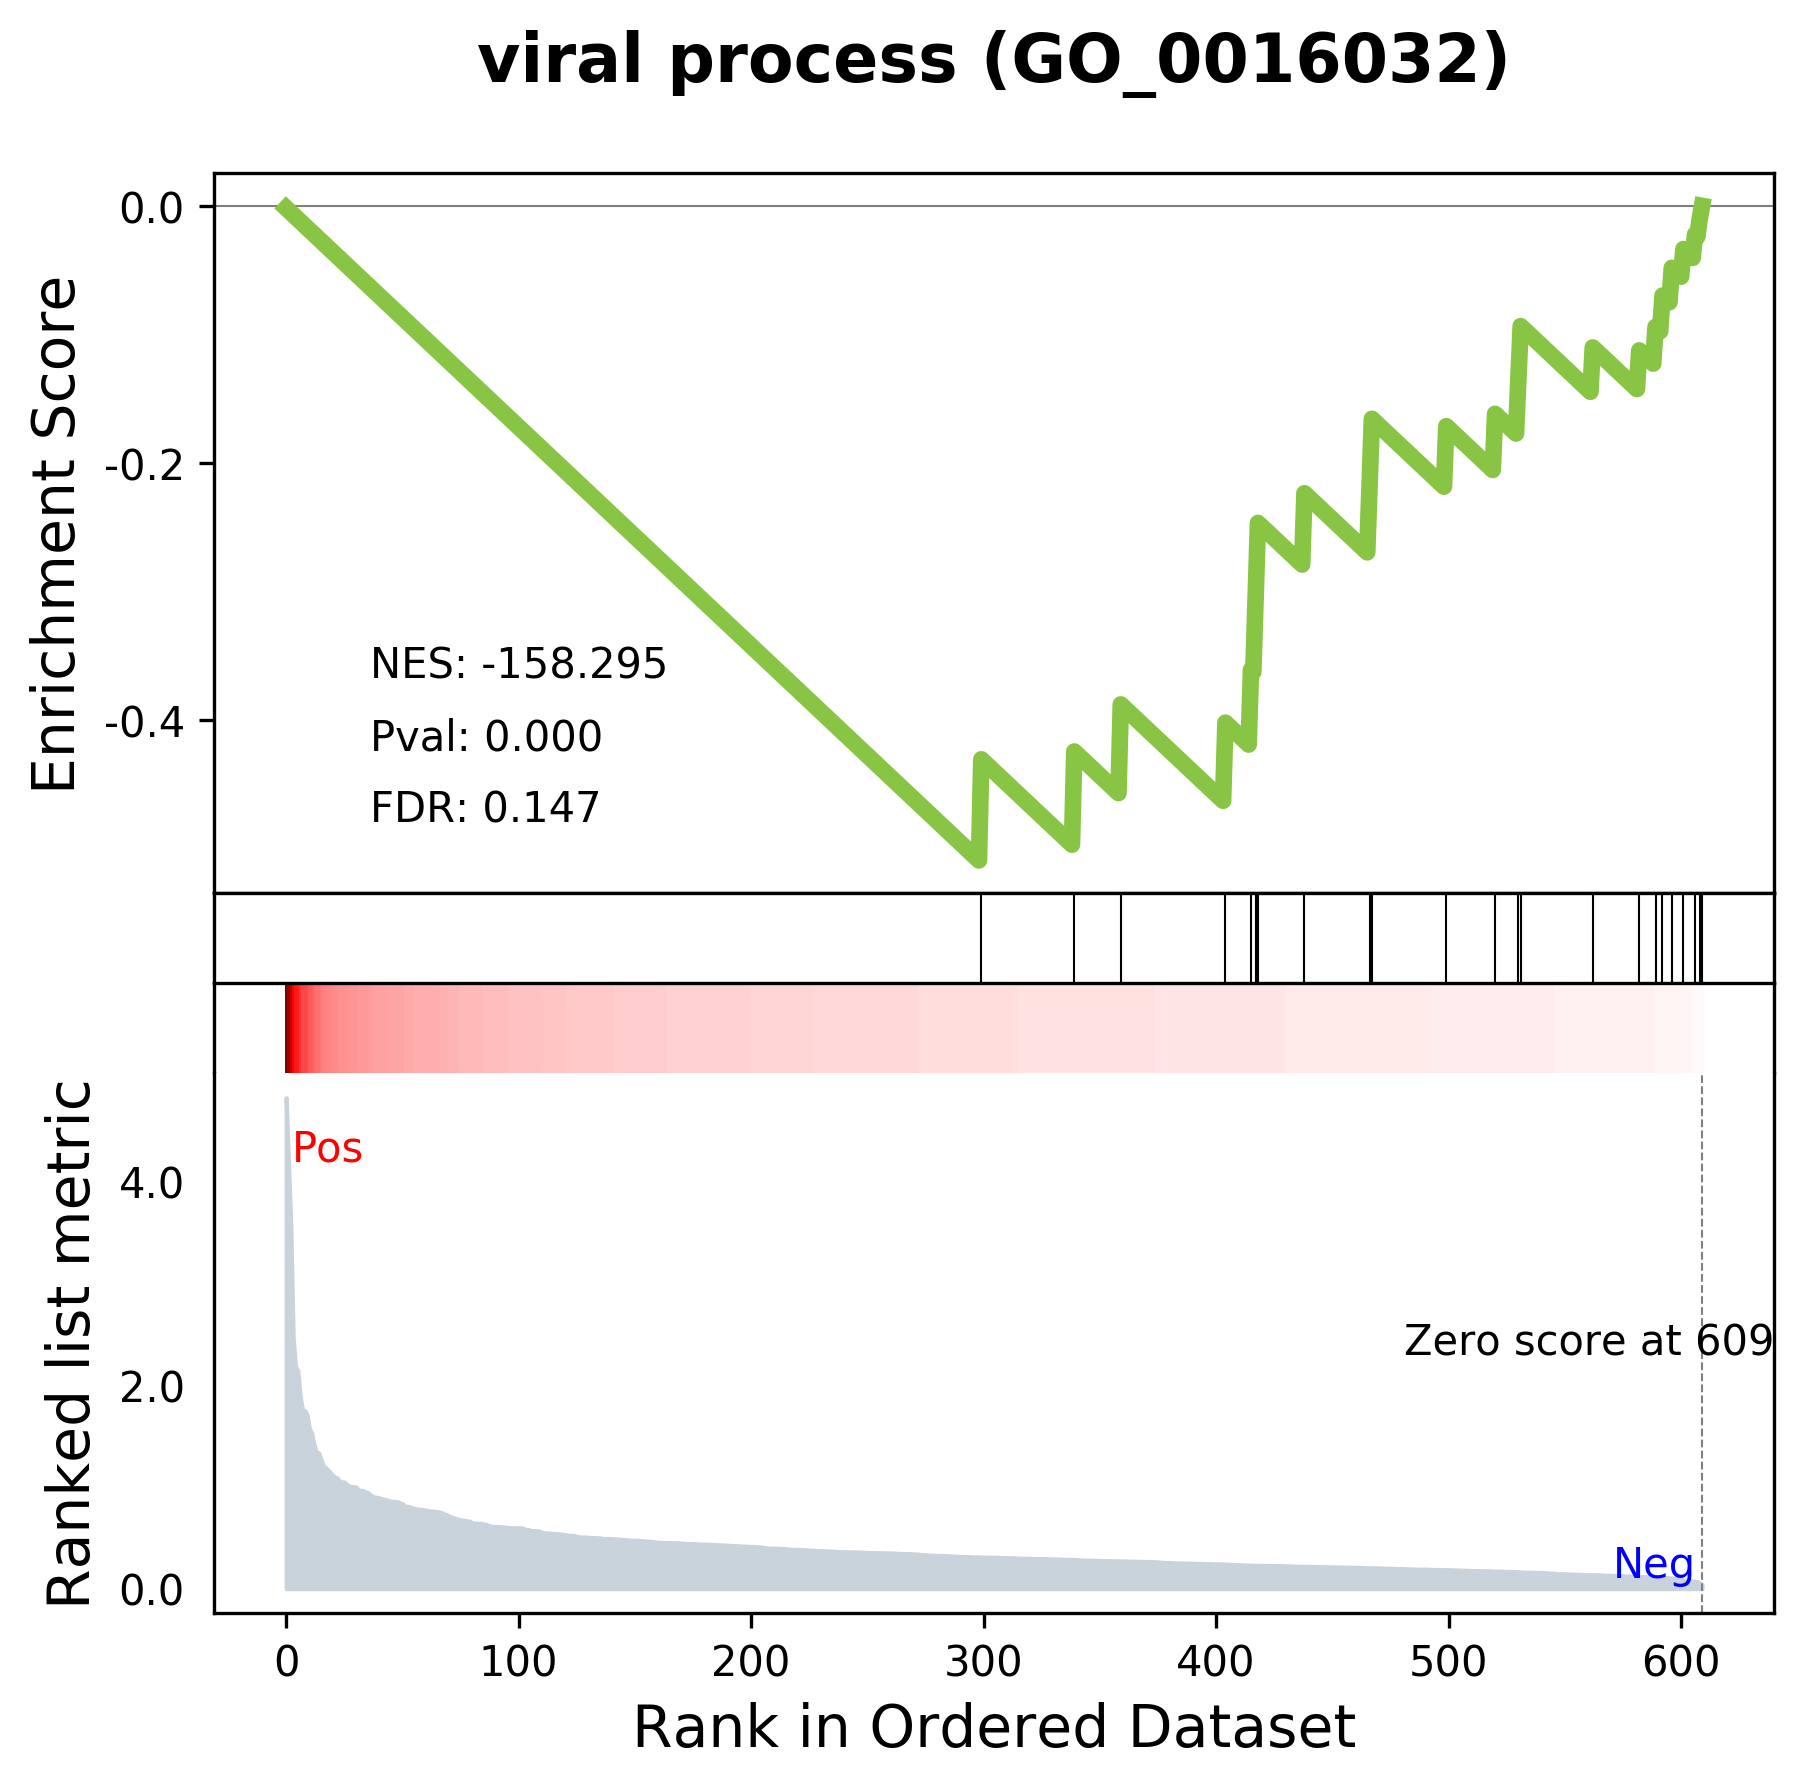 viral process (GO_0016032)
Enrichment Score
0.0
-0.2
-0.4
NES: -158.295
Pval: 0.000
FDR: 0.147
Ranked list metric
Pos
4.0
2.0
0.0
Zero score at 609
Neg
0 100 200 300 400 500 600
Rank in Ordered Dataset